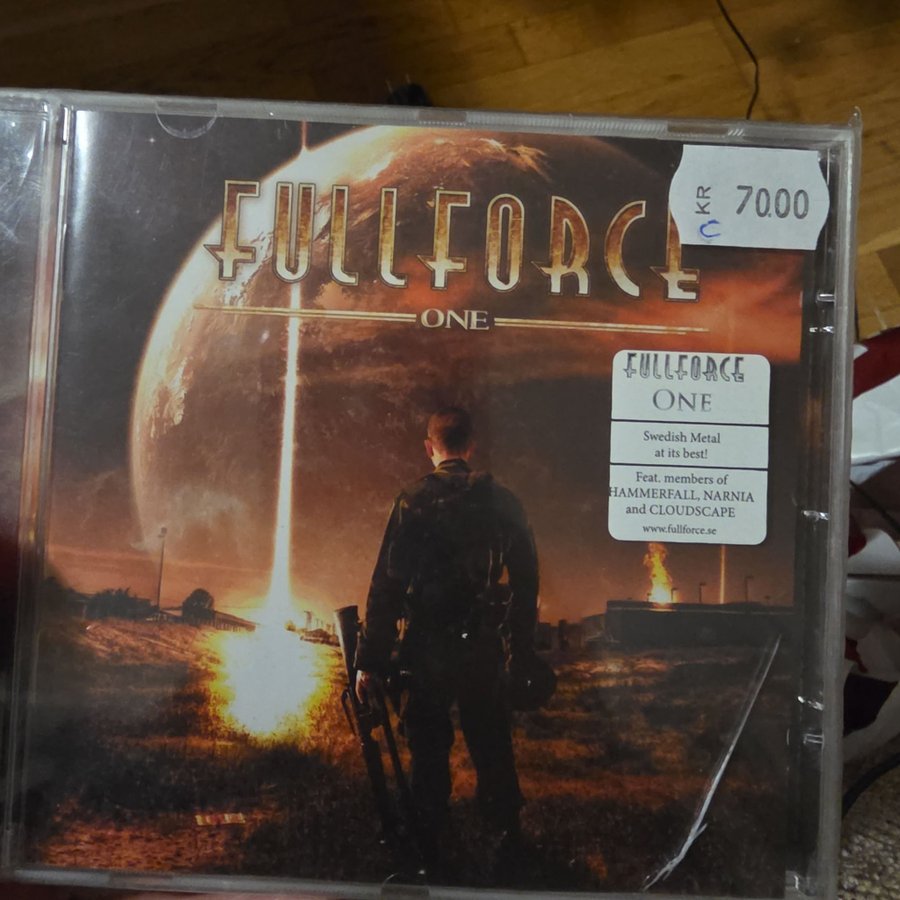 FULLFORCE
ONE
KR 70.00
C
FULLFORCE
ONE
Swedish Metal
at its best!
Feat. members of
HAMMERFALL, NARNIA
and CLOUDSCAPE
www.fullforce.se